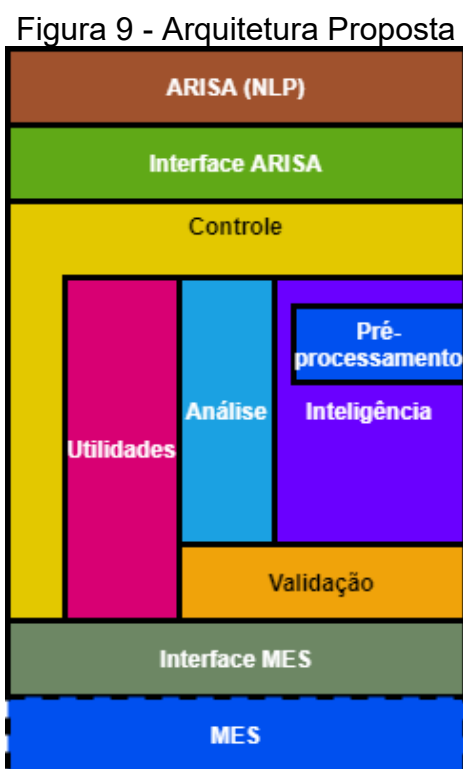 Figura 9 - Arquitetura Proposta
ARISA (NLP)
Interface ARISA
Controle
Pré-
processamento
Utilidades
Análise
Inteligência
Validação
Interface MES
MES